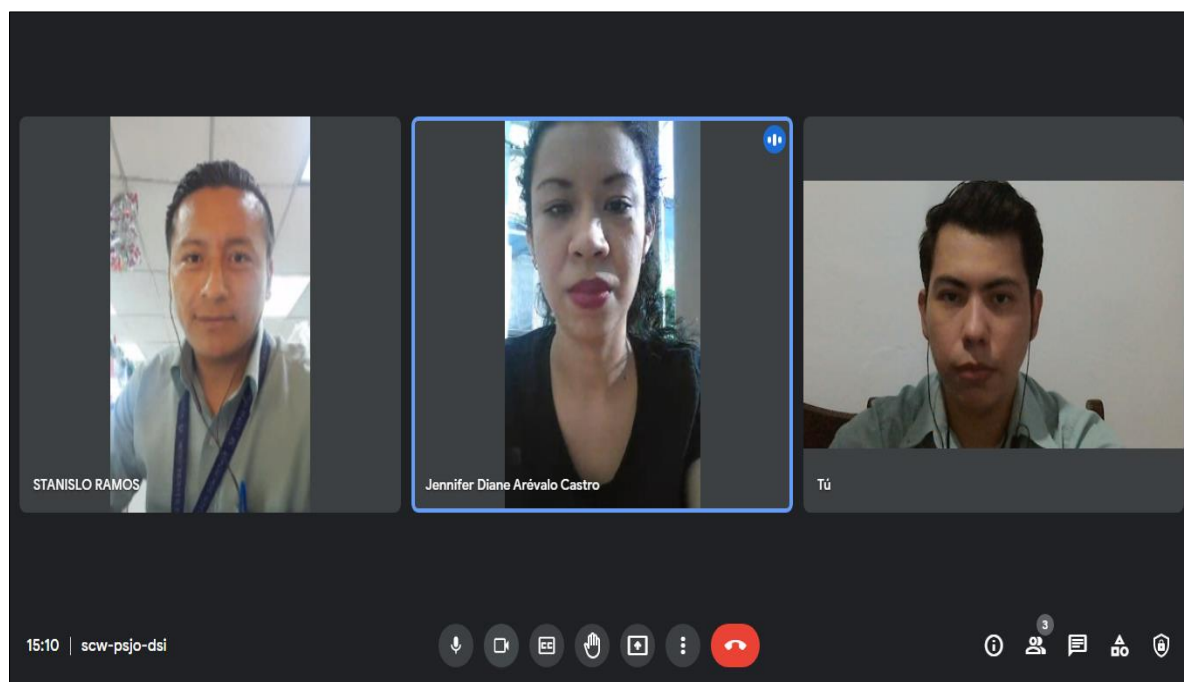 STANISLO RAMOS
Jennifer Diane Arévalo Castro
Tú
15:10 | scw-psjo-dsi
3